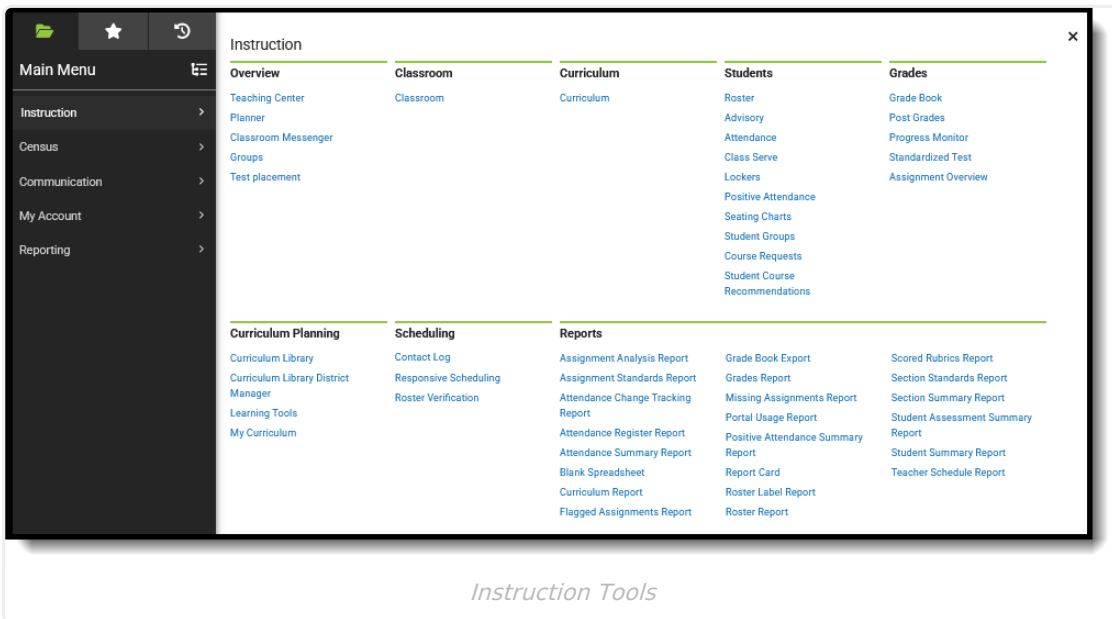 Main Menu
Instruction
Census
Communication
My Account
Reporting
Instruction
Overview
Teaching Center
Planner
Classroom Messenger
Groups
Test placement
Classroom
Classroom
Curriculum
Curriculum
Students
Roster
Advisory
Attendance
Class Serve
Lockers
Positive Attendance
Seating Charts
Student Groups
Course Requests
Student Course
Recommendations
Grades
Grade Book
Post Grades
Progress Monitor
Standardized Test
Assignment Overview
Curriculum Planning
Curriculum Library
Curriculum Library District
Manager
Learning Tools
My Curriculum
Scheduling
Contact Log
Responsive Scheduling
Roster Verification
Reports
Assignment Analysis Report
Assignment Standards Report
Attendance Change Tracking
Report
Attendance Register Report
Attendance Summary Report
Blank Spreadsheet
Curriculum Report
Flagged Assignments Report
Grade Book Export
Grades Report
Missing Assignments Report
Portal Usage Report
Positive Attendance Summary
Report
Report Card
Roster Label Report
Roster Report
Scored Rubrics Report
Section Standards Report
Section Summary Report
Student Assessment Summary
Report
Student Summary Report
Teacher Schedule Report
Instruction Tools